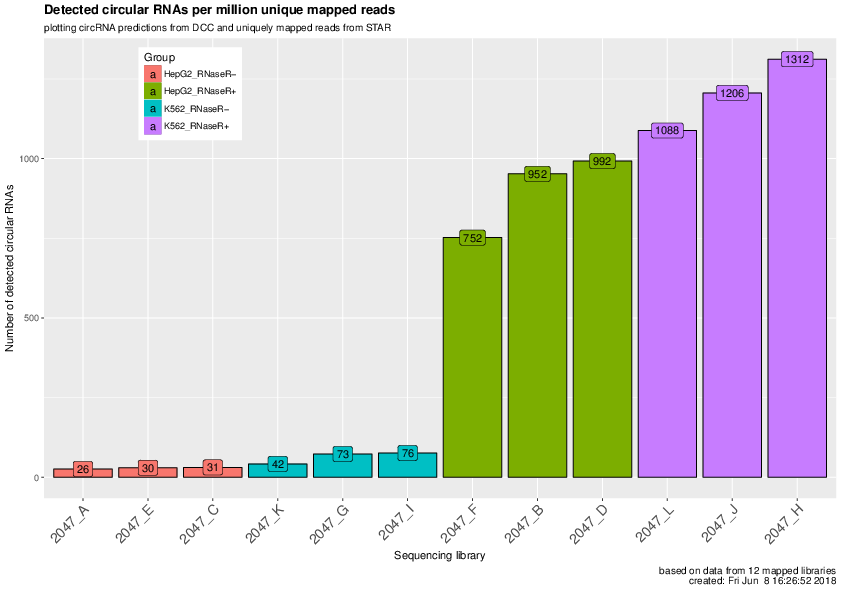 Detected circular RNAs per million unique mapped reads
plotting circRNA predictions from DCC and uniquely mapped reads from STAR
Group
a HepG2_RNaseR−
a HepG2_RNaseR+
a K562_RNaseR−
a K562_RNaseR+
1312
1206
1088
992
952
752
76
73
42
31
30
26
1000
500
0
Number of detected circular RNAs
2047_A
2047_E
2047_C
2047_K
2047_G
2047_I
2047_F
2047_B
2047_D
2047_L
2047_J
2047_H
Sequencing library
based on data from 12 mapped libraries
created: Fri Jun  8 16:26:52 2018